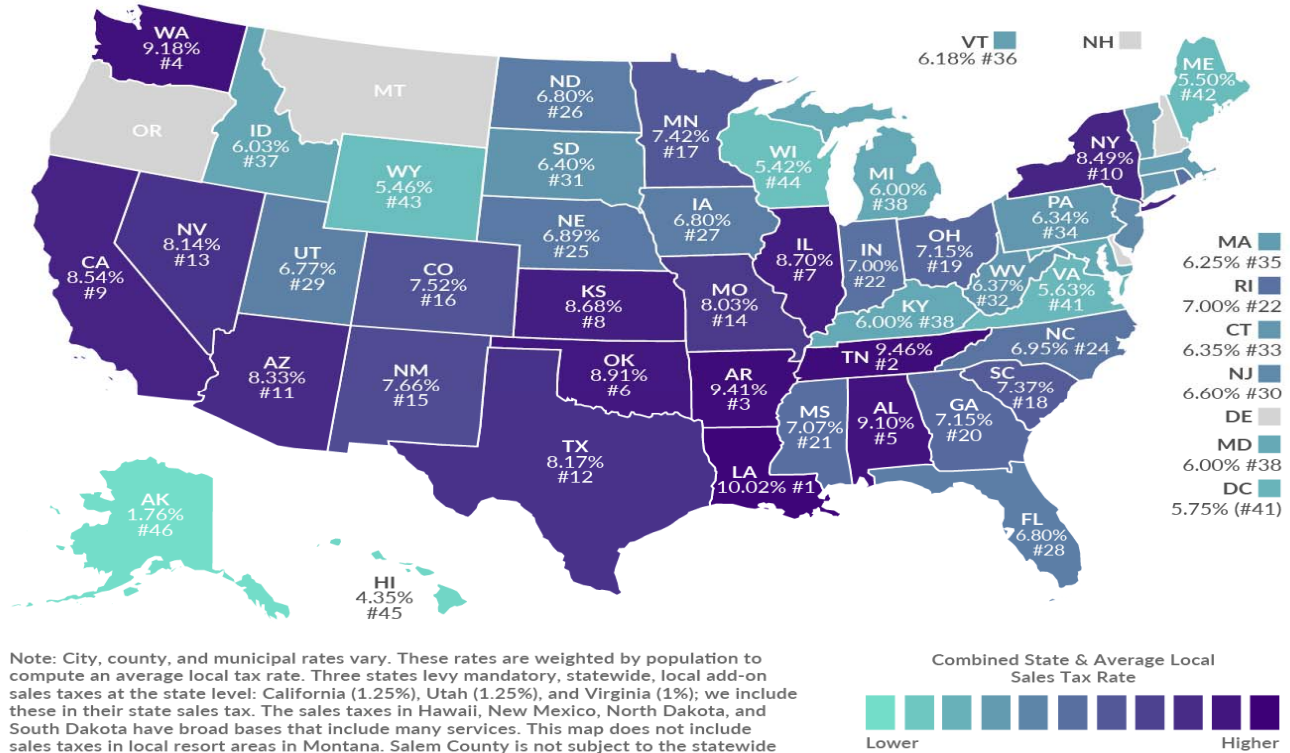 WA
9.18%
#4
OR
MT
ID
6.03%
#37
WY
5.46%
#43
ND
6.80%
#26
SD
6.40%
#31
NE
6.89%
#25
MN
7.42%
#17
IA
6.80%
#27
WI
5.42%
#44
MI
6.00%
#38
VT
6.18% #36
NH
ME
5.50%
#42
NY
8.49%
#10
PA
6.34%
#34
CA
8.54%
#9
NV
8.14%
#13
UT
6.77%
#29
CO
7.52%
#16
KS
8.68%
#8
MO
8.03%
#14
IL
8.70%
#7
IN
7.00%
#22
OH
7.15%
#19
WV
6.37%
#32
VA
5.63%
#41
KY
6.00% #38
NC
6.95% #24
TN 9.46%
#2
SC
7.37%
#18
AZ
8.33%
#11
NM
7.66%
#15
OK
8.91%
#6
AR
9.41%
#3
TX
8.17%
#12
LA
10.02% #1
MS
7.07%
#21
AL
9.10%
#5
GA
7.15%
#20
FL
6.80%
#28
MA
6.25% #35
RI
7.00% #22
CT
6.35% #33
NJ
6.60% #30
DE
MD
6.00% #38
DC
5.75% (#41)
AK
1.76%
#46
HI
4.35%
#45
Note: City, county, and municipal rates vary. These rates are weighted by population to
compute an average local tax rate. Three states levy mandatory, statewide, local add-on
sales taxes at the state level: California (1.25%), Utah (1.25%), and Virginia (1%); we include
these in their state sales tax. The sales taxes in Hawaii, New Mexico, North Dakota, and
South Dakota have broad bases that include many services. This map does not include
sales taxes in local resort areas in Montana. Salem County is not subject to the statewide
Combined State & Average Local
Sales Tax Rate
Lower
Higher